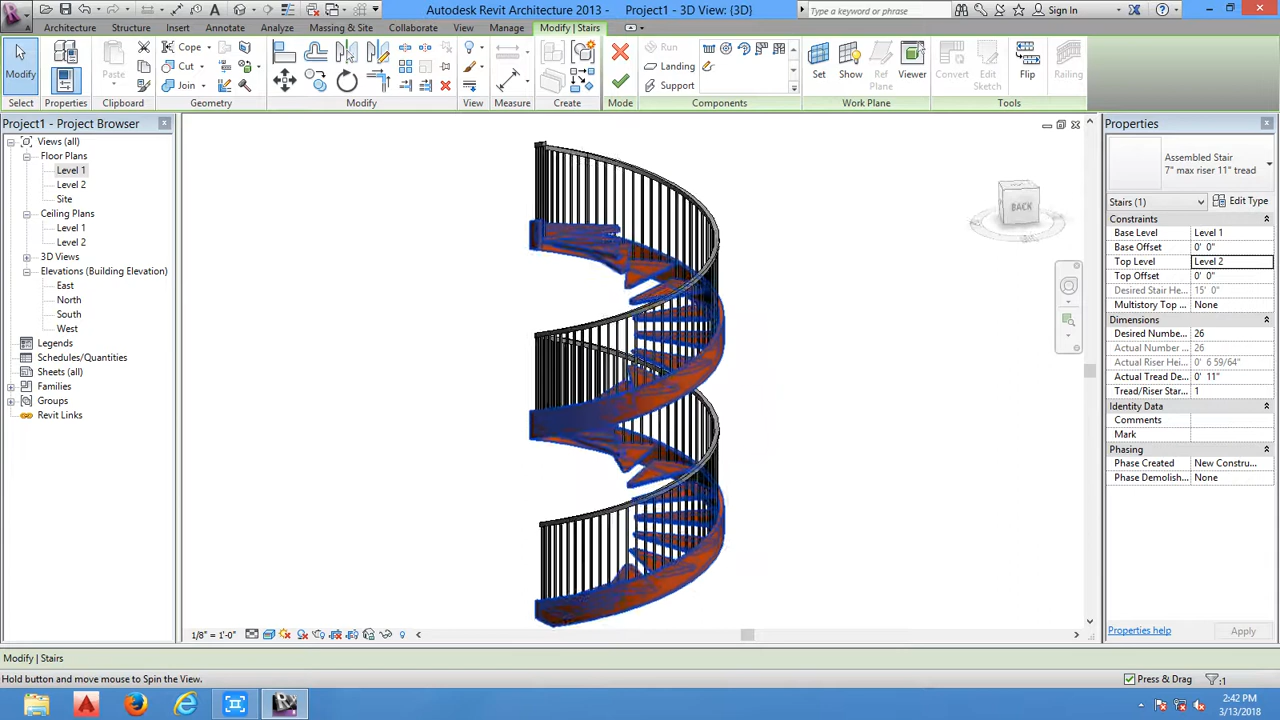 Autodesk Revit Architecture 2013 - Project1 - 3D View: {3D}
Type a keyword or phrase
Sign In
Architecture Structure Insert Annotate Analyze Massing & Site Collaborate View Manage Modify | Stairs
Modify
Paste
Cope
Cut
Join
Run
Landing
Support
Set
Show
Ref Plane
Viewer
Convert
Edit Sketch
Flip
Railing
Select Properties Clipboard Geometry Modify View Measure Create Mode Components Work Plane Tools
Project1 - Project Browser
Views (all)
Floor Plans
Level 1
Level 2
Site
Ceiling Plans
Level 1
Level 2
3D Views
Elevations (Building Elevation)
East
North
South
West
Legends
Schedules/Quantities
Sheets (all)
Families
Groups
Revit Links
BACK
Properties
Assembled Stair
7" max riser 11" tread
Stairs (1)
Edit Type
Constraints
Base Level Level 1
Base Offset 0' 0"
Top Level Level 2
Top Offset 0' 0"
Desired Stair He... 15' 0"
Multistory Top ... None
Dimensions
Desired Numbe... 26
Actual Number ... 26
Actual Riser Hei... 0' 6 59/64"
Actual Tread De... 0' 11"
Tread/Riser Star... 1
Identity Data
Comments
Mark
Phasing
Phase Created New Constru...
Phase Demolish... None
Properties help
Apply
1/8" = 1'-0"
Modify | Stairs
Hold button and move mouse to Spin the View.
Press & Drag
:1
2:42 PM
3/13/2018